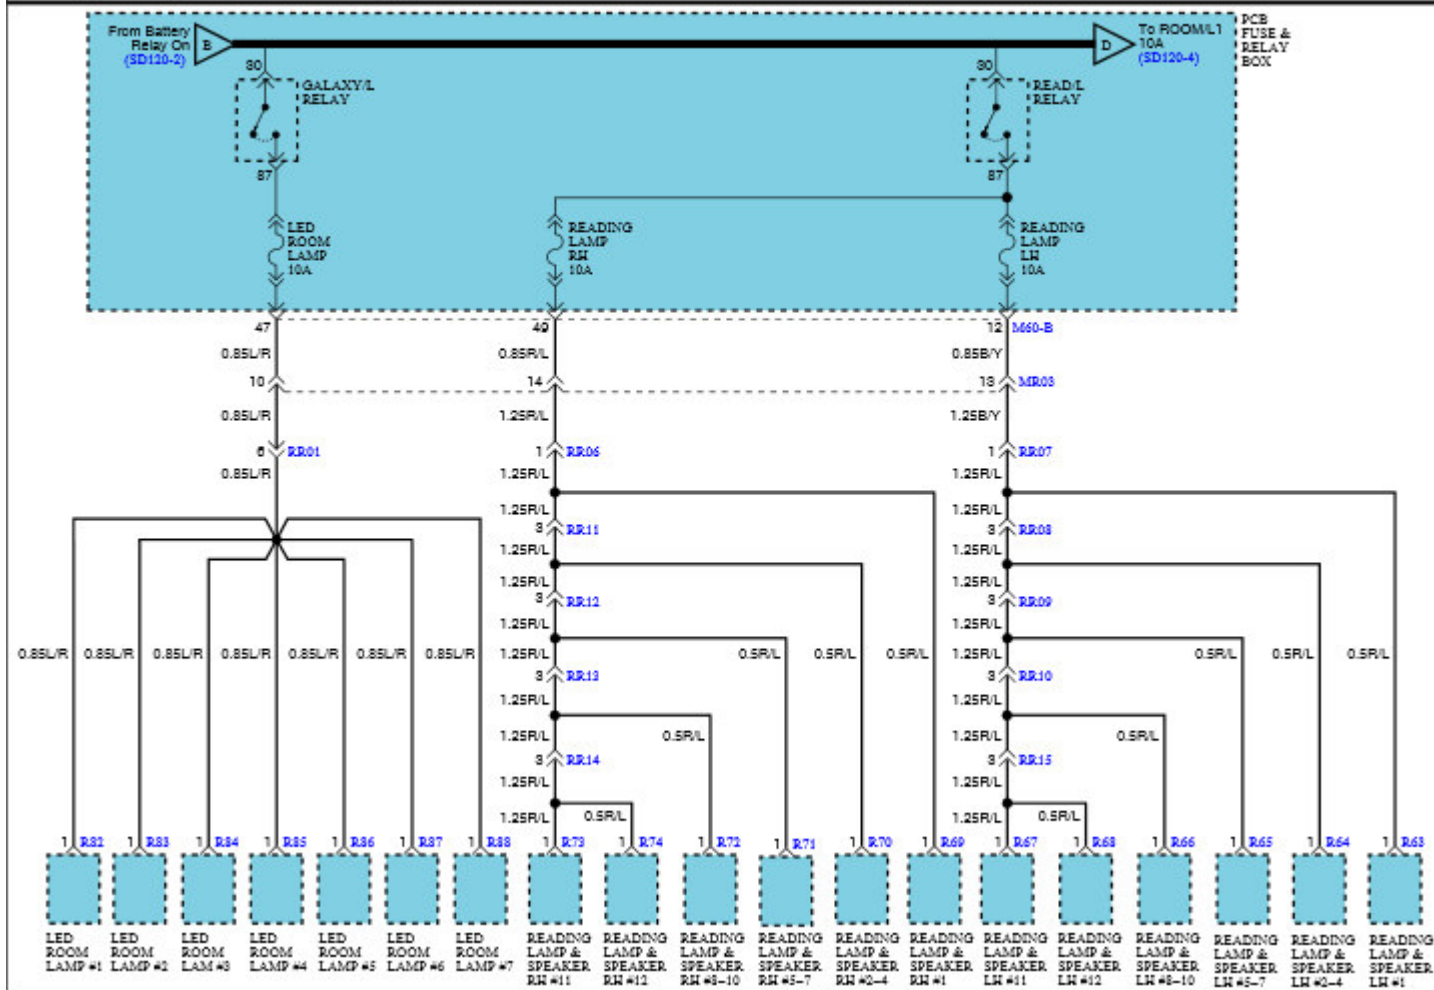 From Battery
Relay On
(SD120-2)
B
D
To ROOM/L1
10A
(SD120-4)
PCB
FUSE &
RELAY
BOX
30
GALAXY/L
RELAY
87
30
READ/L
RELAY
87
LED
ROOM
LAMP
10A
READING
LAMP
RH
10A
READING
LAMP
LH
10A
47
49
12 M60-B
0.85L/R
0.85R/L
0.85B/Y
10
14
13 MR03
0.85L/R
1.25R/L
1.25B/Y
6 RR01
1 RR06
1 RR07
0.85L/R
1.25R/L
1.25R/L
1.25R/L
1.25R/L
3 RR11
3 RR08
1.25R/L
1.25R/L
1.25R/L
1.25R/L
3 RR12
3 RR09
1.25R/L
1.25R/L
0.85L/R 0.85L/R 0.85L/R 0.85L/R 0.85L/R 0.85L/R 0.85L/R 1.25R/L 0.5R/L 0.5R/L 0.5R/L 1.25R/L 0.5R/L 0.5R/L 0.5R/L
3 RR13
3 RR10
1.25R/L
1.25R/L
1.25R/L 0.5R/L 1.25R/L 0.5R/L
3 RR14
3 RR15
1.25R/L
1.25R/L
1.25R/L 0.5R/L 1.25R/L 0.5R/L
1 R82 1 R83 1 R84 1 R85 1 R86 1 R87 1 R88 1 R73 1 R74 1 R72 1 R71 1 R70 1 R69 1 R67 1 R68 1 R66 1 R65 1 R64 1 R63
LED
ROOM
LAMP #1
LED
ROOM
LAMP #2
LED
ROOM
LAM #3
LED
ROOM
LAMP #4
LED
ROOM
LAMP #5
LED
ROOM
LAMP #6
LED
ROOM
LAMP #7
READING
LAMP &
SPEAKER
RH #11
READING
LAMP &
SPEAKER
RH #12
READING
LAMP &
SPEAKER
RH #8-10
READING
LAMP &
SPEAKER
RH #5-7
READING
LAMP &
SPEAKER
RH #2-4
READING
LAMP &
SPEAKER
RH #1
READING
LAMP &
SPEAKER
LH #11
READING
LAMP &
SPEAKER
LH #12
READING
LAMP &
SPEAKER
LH #8-10
READING
LAMP &
SPEAKER
LH #5-7
READING
LAMP &
SPEAKER
LH #2-4
READING
LAMP &
SPEAKER
LH #1